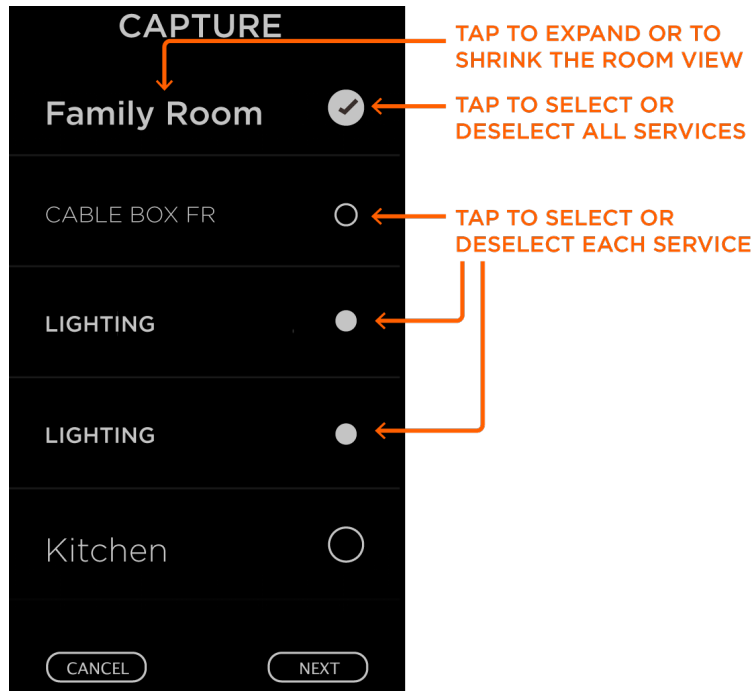 CAPTURE
TAP TO EXPAND OR TO
SHRINK THE ROOM VIEW
Family Room
TAP TO SELECT OR
DESELECT ALL SERVICES
CABLE BOX FR
TAP TO SELECT OR
DESELECT EACH SERVICE
LIGHTING
LIGHTING
Kitchen
CANCEL
NEXT